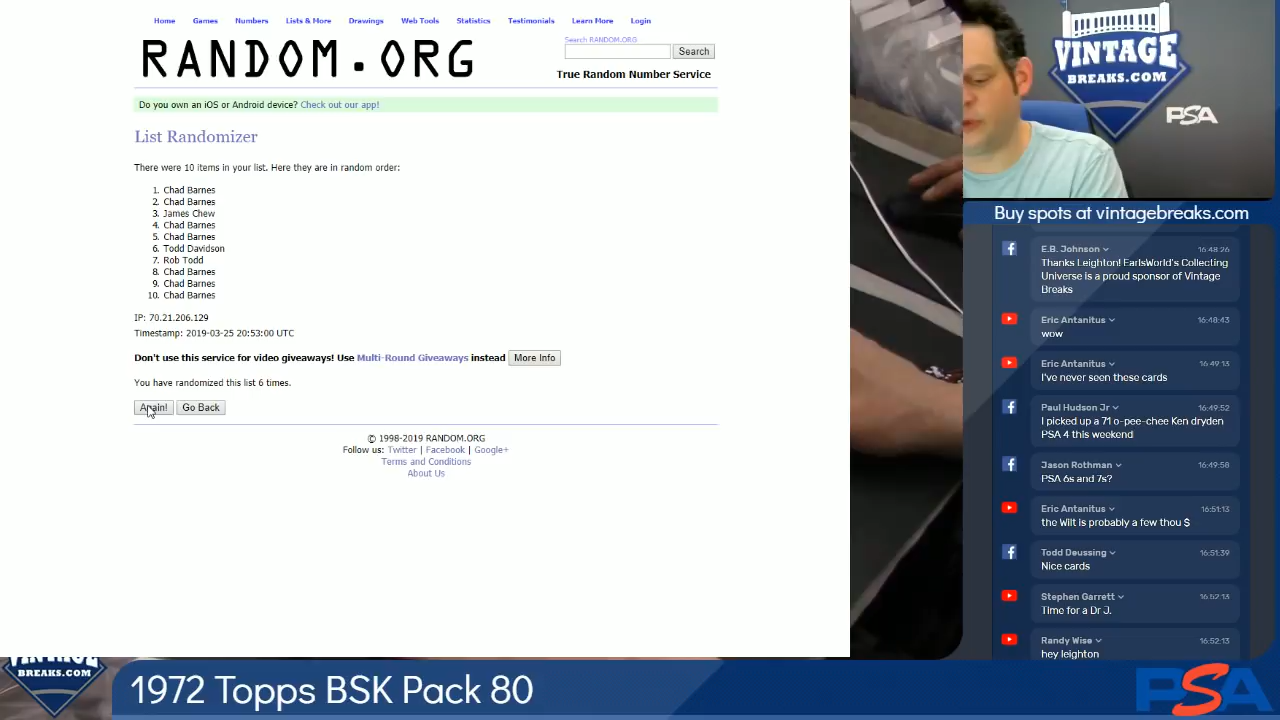 Home Games Numbers Lists & More Drawings Web Tools Statistics Testimonials Learn More Login
RANDOM.ORG
Search RANDOM.ORG
Search
True Random Number Service
Do you own an iOS or Android device? Check out our app!
List Randomizer
There were 10 items in your list. Here they are in random order:
1. Chad Barnes
2. Chad Barnes
3. James Chew
4. Chad Barnes
5. Chad Barnes
6. Todd Davidson
7. Rob Todd
8. Chad Barnes
9. Chad Barnes
10. Chad Barnes
IP: 70.21.206.129
Timestamp: 2019-03-25 20:53:00 UTC
Don't use this service for video giveaways! Use Multi-Round Giveaways instead More Info
You have randomized this list 6 times.
Again! Go Back
© 1998-2019 RANDOM.ORG
Follow us: Twitter | Facebook | Google+
Terms and Conditions
About Us
VINTAGE
BREAKS.COM
PSA
Buy spots at vintagebreaks.com
E.B. Johnson 16:48:26
Thanks Leighton! EarlsWorld's Collecting
Universe is a proud sponsor of Vintage
Breaks
Eric Antanitus 16:48:43
wow
Eric Antanitus 16:49:13
I've never seen these cards
Paul Hudson Jr 16:49:52
I picked up a 71 o-pee-chee Ken dryden
PSA 4 this weekend
Jason Rothman 16:49:58
PSA 6s and 7s?
Eric Antanitus 16:51:13
the Wilt is probably a few thou $
Todd Deussing 16:51:39
Nice cards
Stephen Garrett 16:52:13
Time for a Dr J.
Randy Wise 16:52:13
hey leighton
VINTAGE
BREAKS.COM
1972 Topps BSK Pack 80
PSA